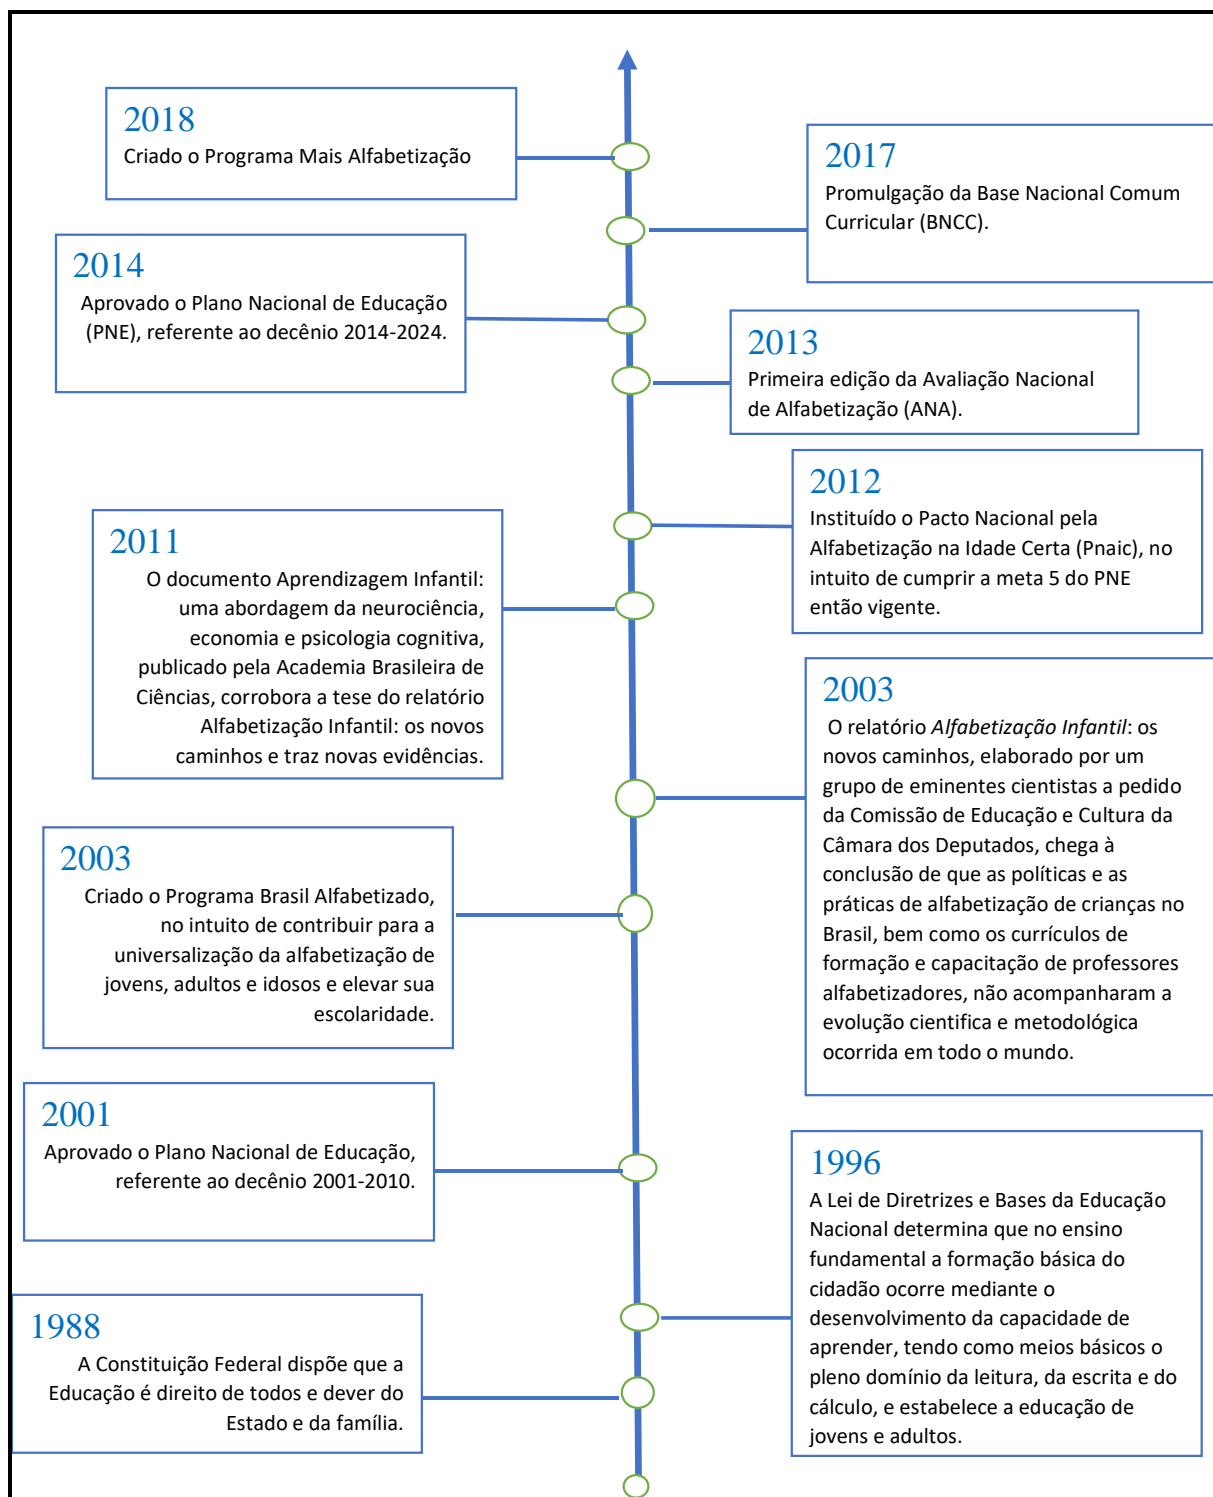 2018
Criado o Programa Mais Alfabetização
2017
Promulgação da Base Nacional Comum
Curricular (BNCC).
2014
Aprovado o Plano Nacional de Educação
(PNE), referente ao decênio 2014-2024.
2013
Primeira edição da Avaliação Nacional
de Alfabetização (ANA).
2012
Instituído o Pacto Nacional pela
Alfabetização na Idade Certa (Pnaic), no
intuito de cumprir a meta 5 do PNE
então vigente.
2011
O documento Aprendizagem Infantil:
uma abordagem da neurociência,
economia e psicologia cognitiva,
publicado pela Academia Brasileira de
Ciências, corrobora a tese do relatório
Alfabetização Infantil: os novos
caminhos e traz novas evidências.
2003
O relatório Alfabetização Infantil: os
novos caminhos, elaborado por um
grupo de eminentes cientistas a pedido
da Comissão de Educação e Cultura da
Câmara dos Deputados, chega à
conclusão de que as políticas e as
práticas de alfabetização de crianças no
Brasil, bem como os currículos de
formação e capacitação de professores
alfabetizadores, não acompanharam a
evolução cientifica e metodológica
ocorrida em todo o mundo.
2003
Criado o Programa Brasil Alfabetizado,
no intuito de contribuir para a
universalização da alfabetização de
jovens, adultos e idosos e elevar sua
escolaridade.
2001
Aprovado o Plano Nacional de Educação,
referente ao decênio 2001-2010.
1996
A Lei de Diretrizes e Bases da Educação
Nacional determina que no ensino
fundamental a formação básica do
cidadão ocorre mediante o
desenvolvimento da capacidade de
aprender, tendo como meios básicos o
pleno domínio da leitura, da escrita e do
cálculo, e estabelece a educação de
jovens e adultos.
1988
A Constituição Federal dispõe que a
Educação é direito de todos e dever do
Estado e da família.